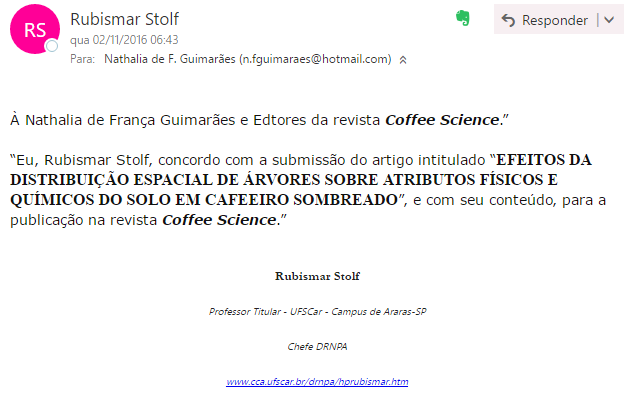 RS
Rubismar Stolf
qua 02/11/2016 06:43
Para: Nathalia de F. Guimarães (n.fguimaraes@hotmail.com)
Responder
À Nathalia de França Guimarães e Edtores da revista Coffee Science.”
“Eu, Rubismar Stolf, concordo com a submissão do artigo intitulado “EFEITOS DA
DISTRIBUIÇÃO ESPACIAL DE ÁRVORES SOBRE ATRIBUTOS FÍSICOS E
QUÍMICOS DO SOLO EM CAFEEIRO SOMBREADO”, e com seu conteúdo, para a
publicação na revista Coffee Science.”
Rubismar Stolf
Professor Titular - UFSCar - Campus de Araras-SP
Chefe DRNPA
www.cca.ufscar.br/drnpa/hprubismar.htm